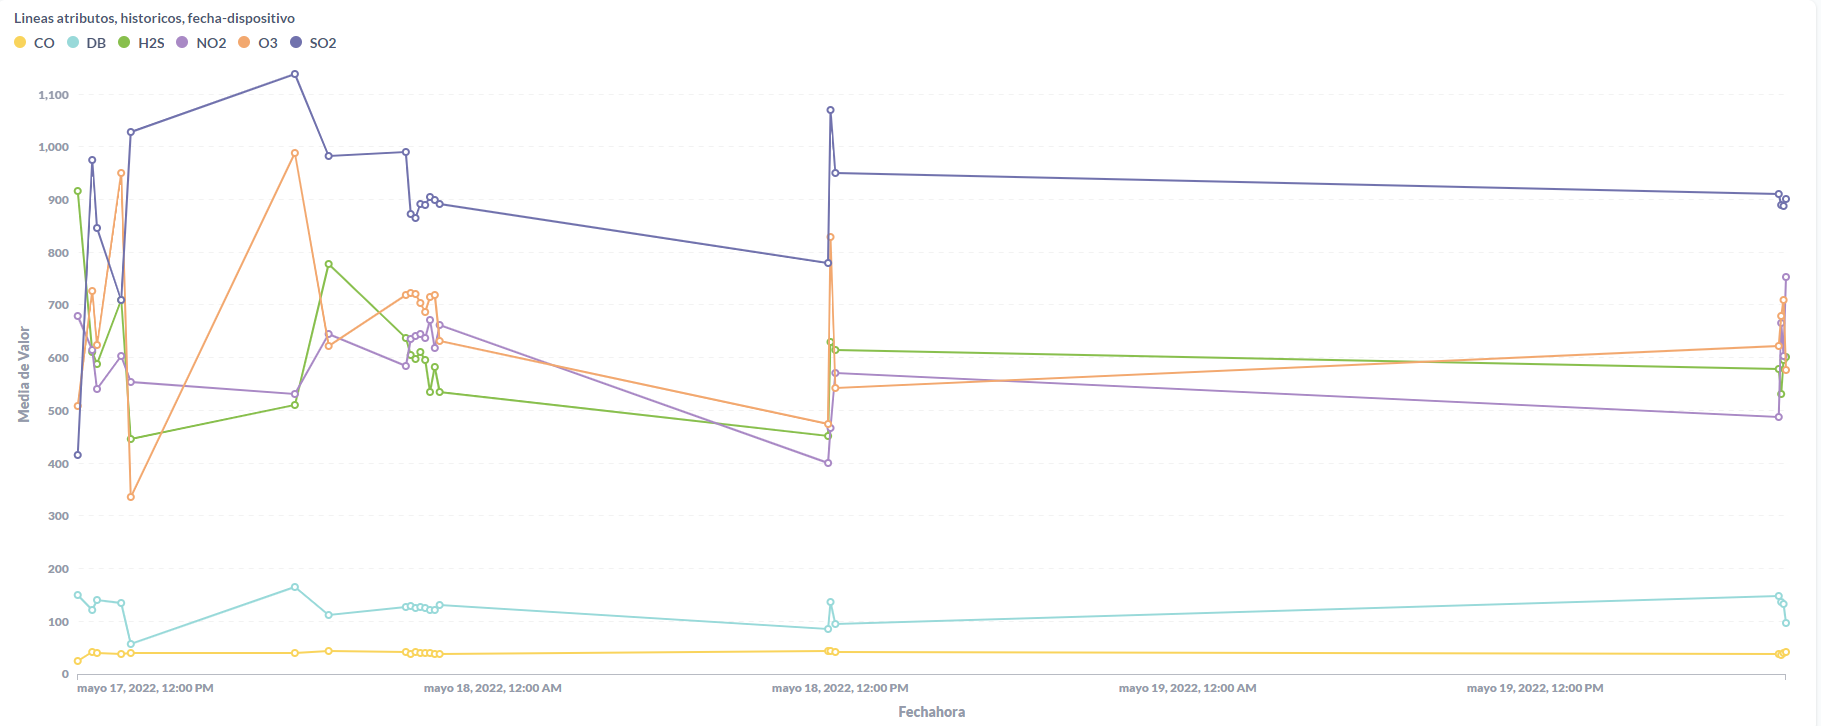 Lineas atributos, historicos, fecha-dispositivo
CO DB H2S NO2 O3 SO2
Media de Valor
1,100
1,000
900
800
700
600
500
400
300
200
100
0
mayo 17, 2022, 12:00 PM mayo 18, 2022, 12:00 AM mayo 18, 2022, 12:00 PM mayo 19, 2022, 12:00 AM mayo 19, 2022, 12:00 PM
Fechahora